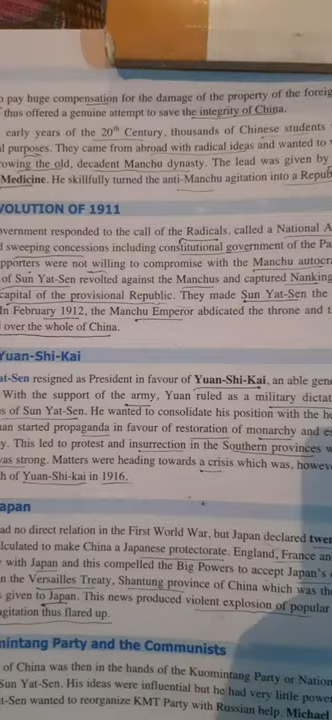 o pay huge compensation for the damage of the property of the foreig
thus offered a genuine attempt to save the integrity of China.
early years of the 20th Century, thousands of Chinese students
al purposes. They came from abroad with radical ideas and wanted to
rowing the old, decadent Manchu dynasty. The lead was given by
Medicine. He skillfully turned the anti-Manchu agitation into a Repub
VOLUTION OF 1911
vernment responded to the call of the Radicals, called a National A
d sweeping concessions including constitutional government of the Pa
pporters were not willing to compromise with the Manchu autocr
of Sun Yat-Sen revolted against the Manchus and captured Nanking
capital of the provisional Republic. They made Sun Yat-Sen the
In February 1912, the Manchu Emperor abdicated the throne and t
l over the whole of China.
Yuan-Shi-Kai
at-Sen resigned as President in favour of Yuan-Shi-Kai, an able gene
With the support of the army, Yuan ruled as a military dictat
s of Sun Yat-Sen. He wanted to consolidate his position with the he
an started propaganda in favour of restoration of monarchy and es
y. This led to protest and insurrection in the Southern provinces w
was strong. Matters were heading towards a crisis which was, howev
h of Yuan-Shi-kai in 1916.
apan
ad no direct relation in the First World War, but Japan declared twen
alculated to make China a Japanese protectorate. England, France an
y with Japan and this compelled the Big Powers to accept Japan's
n the Versailles Treaty, Shantung province of China which was the
given to Japan. This news produced violent explosion of popular
agitation thus flared up.
mintang Party and the Communists
of China was then in the hands of the Kuomintang Party or Nation
Sun Yat-Sen. His ideas were influential but he had very little power
t-Sen wanted to reorganize KMT Party with Russian help. Michael